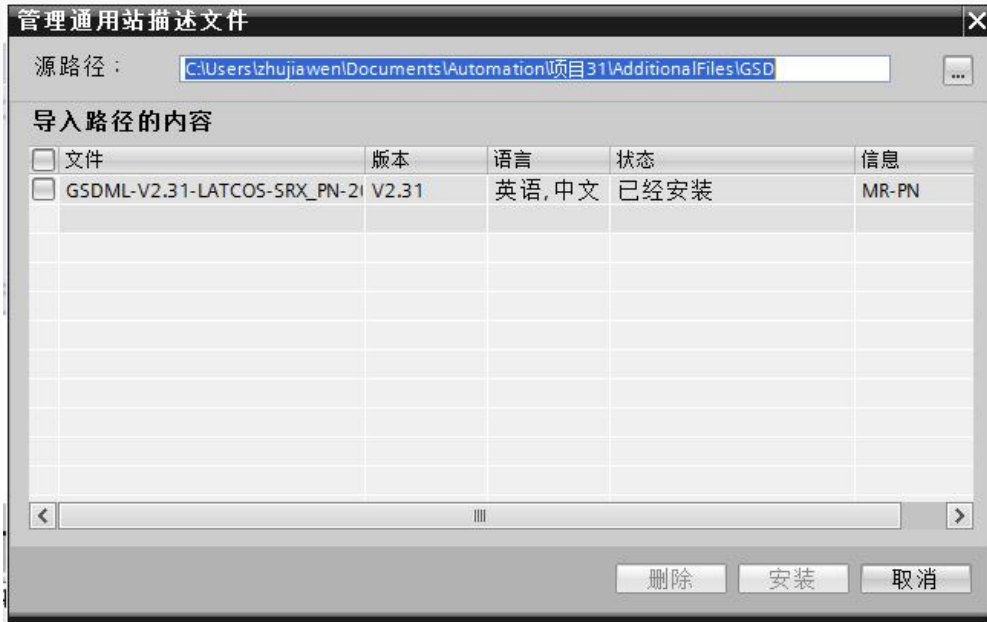 管理通用站描述文件
源路径： C:\Users\zhujiawen\Documents\Automation\项目31\AdditionalFiles\GSD ...
导入路径的内容
文件 版本 语言 状态 信息
GSDML-V2.31-LATCOS-SRX_PN-20 V2.31 英语,中文 已经安装 MR-PN
删除 安装 取消